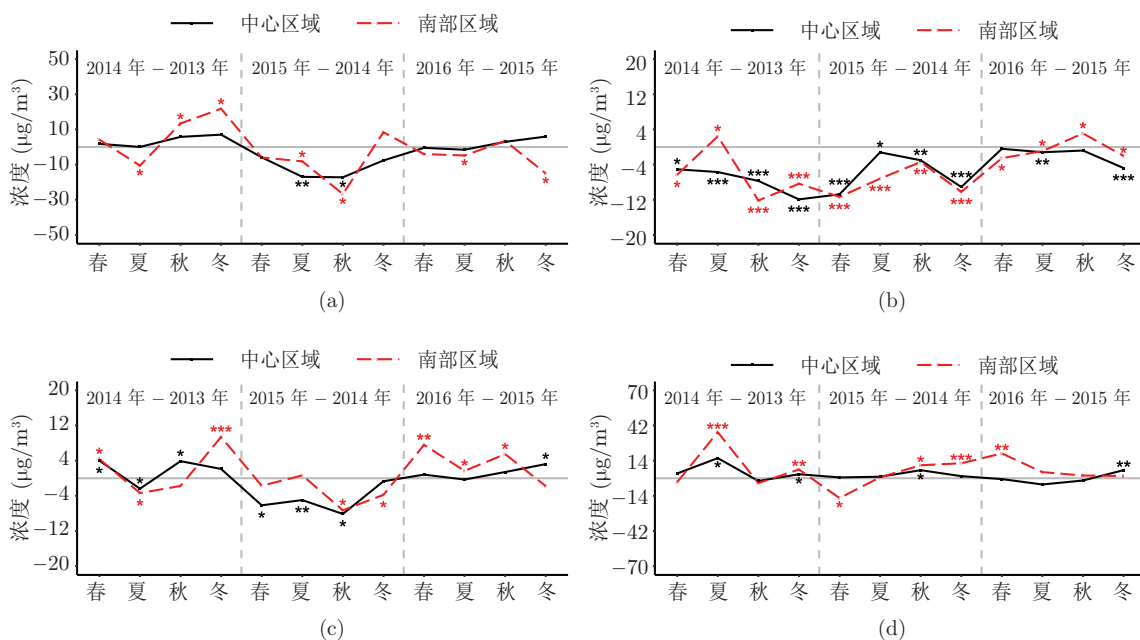 中心区域 南部区域
50
30
10
−10
−30
−50
浓度 (μg/m³)
2014 年 − 2013 年 2015 年 − 2014 年 2016 年 − 2015 年
* * * * ** * * * *
春 夏 秋 冬 春 夏 秋 冬 春 夏 秋 冬
(a)
中心区域 南部区域
20
12
4
−4
−12
−20
浓度 (μg/m³)
2014 年 − 2013 年 2015 年 − 2014 年 2016 年 − 2015 年
* * * *** *** *** *** *** *** *** * *** ** ** *** *** * * ** * * ***
春 夏 秋 冬 春 夏 秋 冬 春 夏 秋 冬
(b)
中心区域 南部区域
20
12
4
−4
−12
−20
浓度 (μg/m³)
2014 年 − 2013 年 2015 年 − 2014 年 2016 年 − 2015 年
* * * * * *** * ** * * * ** * * *
春 夏 秋 冬 春 夏 秋 冬 春 夏 秋 冬
(c)
中心区域 南部区域
70
42
14
−14
−42
−70
浓度 (μg/m³)
2014 年 − 2013 年 2015 年 − 2014 年 2016 年 − 2015 年
*** * ** * * * * *** ** **
春 夏 秋 冬 春 夏 秋 冬 春 夏 秋 冬
(d)